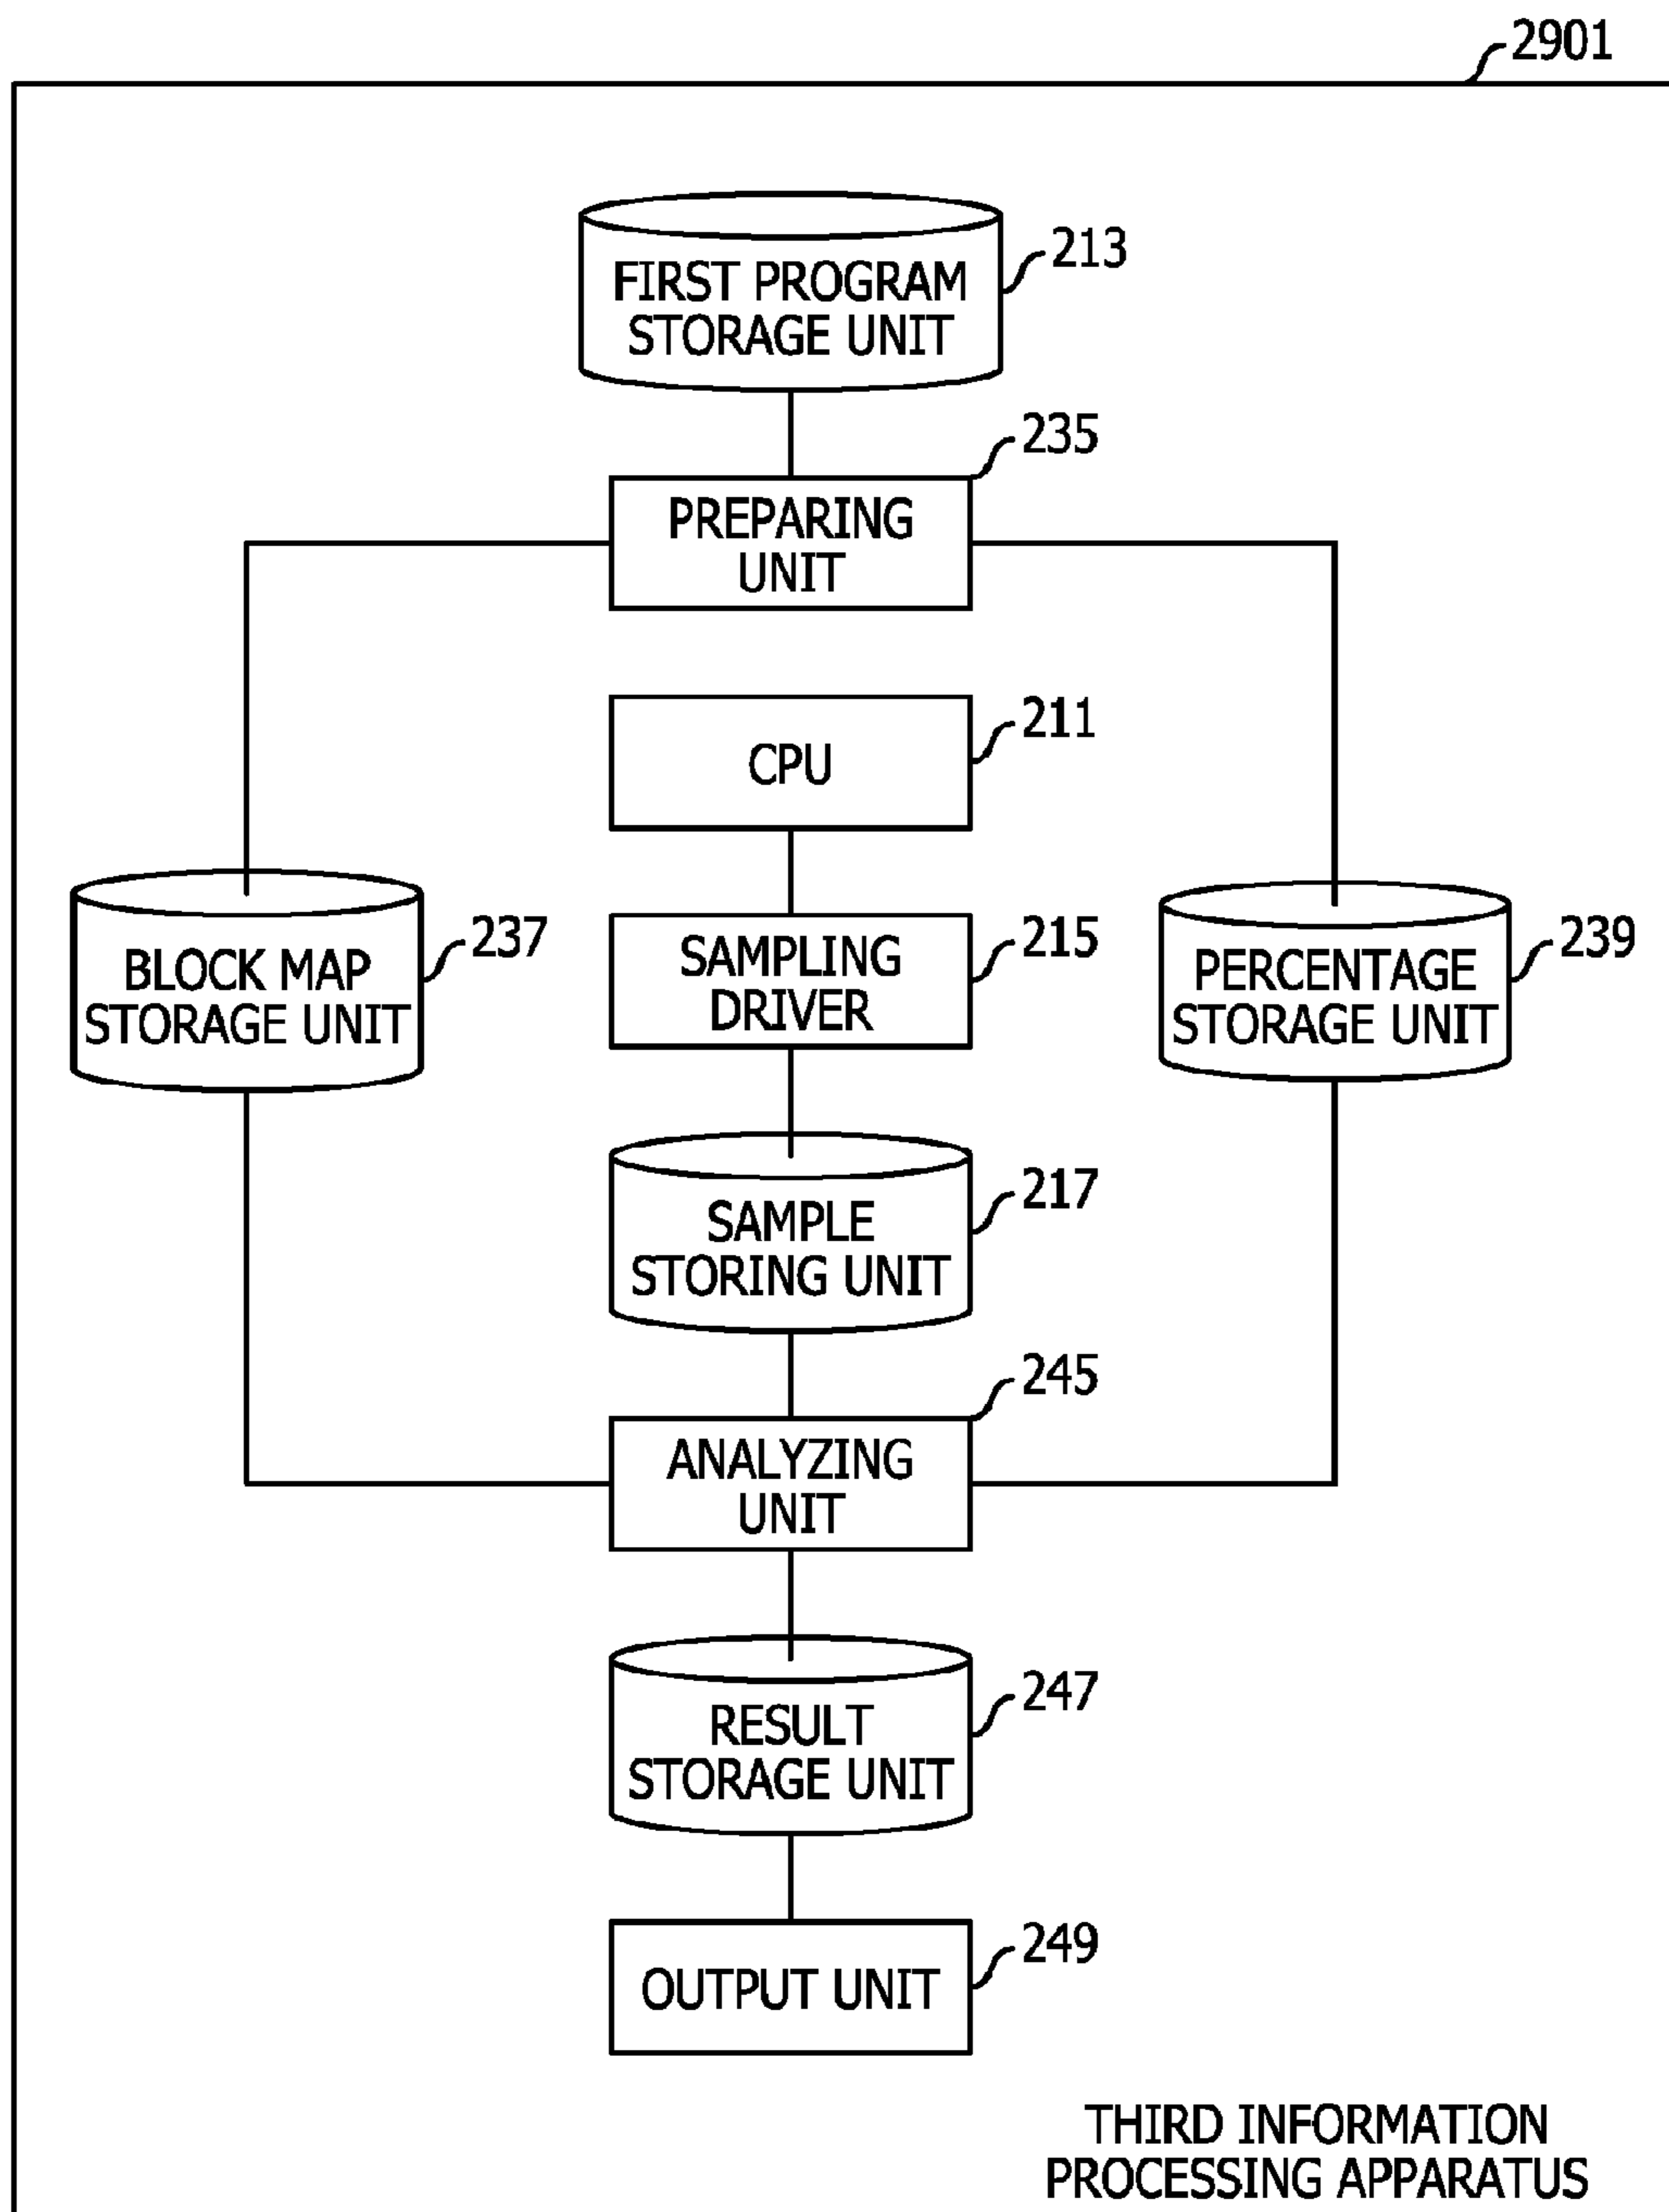 2901
FIRST PROGRAM
STORAGE UNIT
213
235
PREPARING
UNIT
CPU
211
BLOCK MAP
STORAGE UNIT
237
SAMPLING
DRIVER
215
PERCENTAGE
STORAGE UNIT
239
SAMPLE
STORING UNIT
217
245
ANALYZING
UNIT
RESULT
STORAGE UNIT
247
OUTPUT UNIT
249
THIRD INFORMATION
PROCESSING APPARATUS